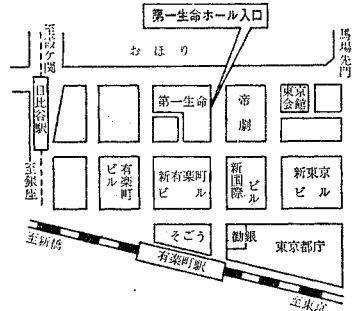 第一生命ホール入口
至霞ケ関
おほり
馬場先門
日比谷駅
第一生命
帝劇
東京会館
至銀座
有楽町ビル
新有楽町ビル
新国際ビル
新東京ビル
そごう
勧銀
東京都庁
至新橋
有楽町駅
至東京